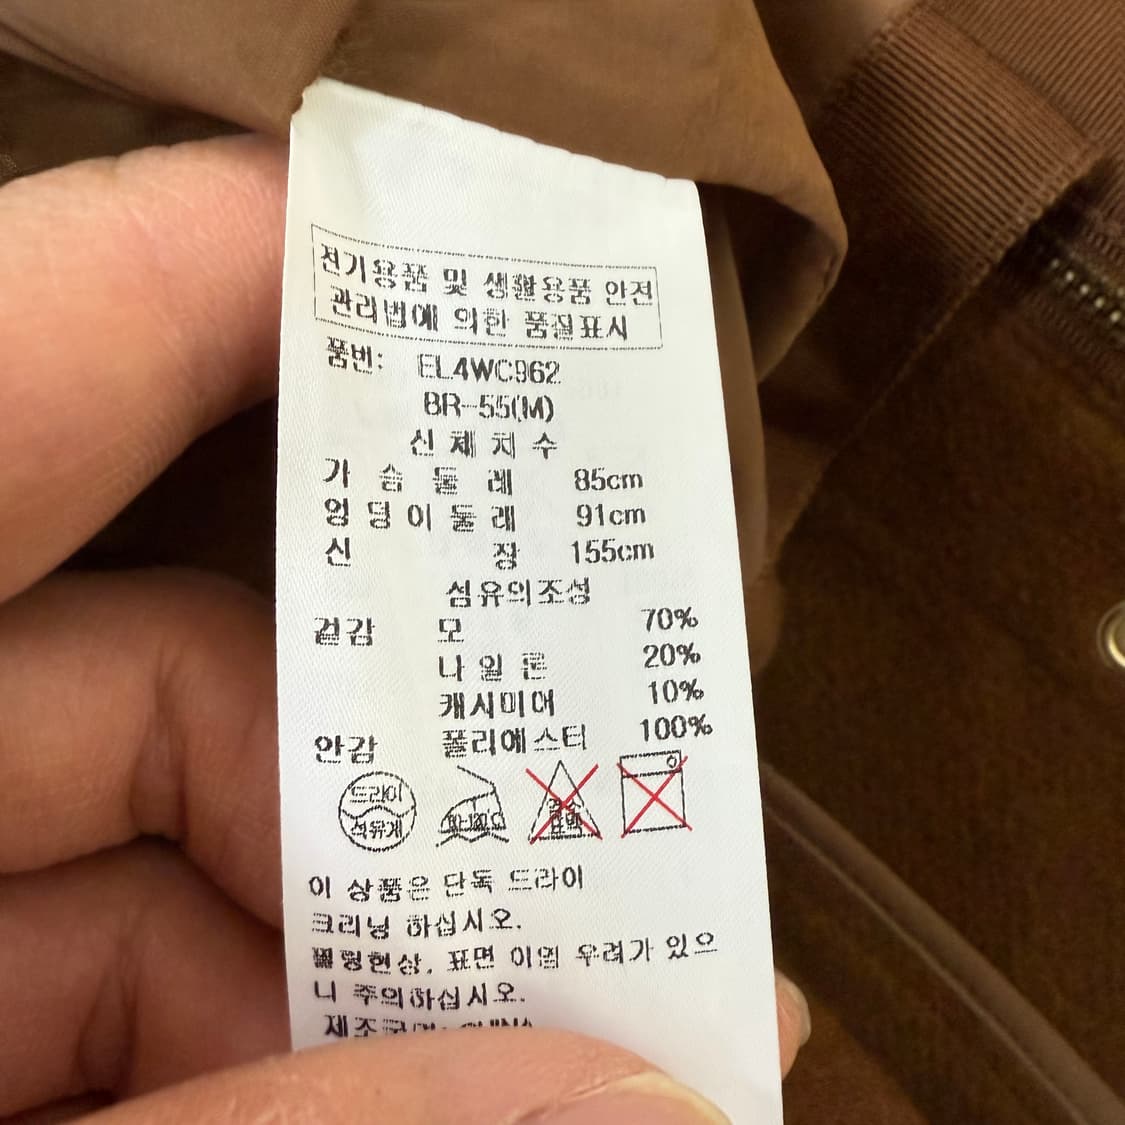 전기용품 및 생활용품 안전
관리법에 의한 품질표시
품번: EL4WC962
BR-55(M)
신 체 치 수
가 슴 둘 레 85cm
엉 덩 이 둘 레 91cm
신 장 155cm
섬유의조성
겉감 모 70%
나 일 론 20%
캐시미어 10%
안감 폴리에스터 100%
드라이
석유계
이 상품은 단독 드라이
크리닝 하십시오.
필링현상, 표면 이염 우려가 있으
니 주의하십시오.